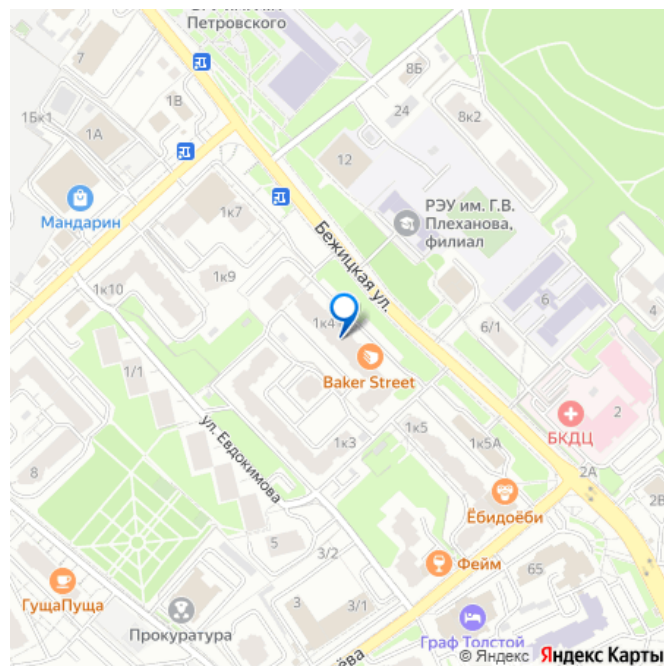 Петровского
7
8Б
1В
24
8к2
1Бк1
1А
12
Мандарин
РЭУ им. Г.В.
Плеханова,
филиал
1к7
Бежицкая ул.
1к9
1к10
6
4
1к4
6/1
Baker Street
1/1
ул. Евдокимова
2
БКДЦ
1к3
1к5
1к5А
8
2А
2В
Ёбидоёби
5
3/2
Фейм
65
ГущаПуща
3
3/1
Прокуратура
Граф Толстой
© Яндекс Яндекс Карты